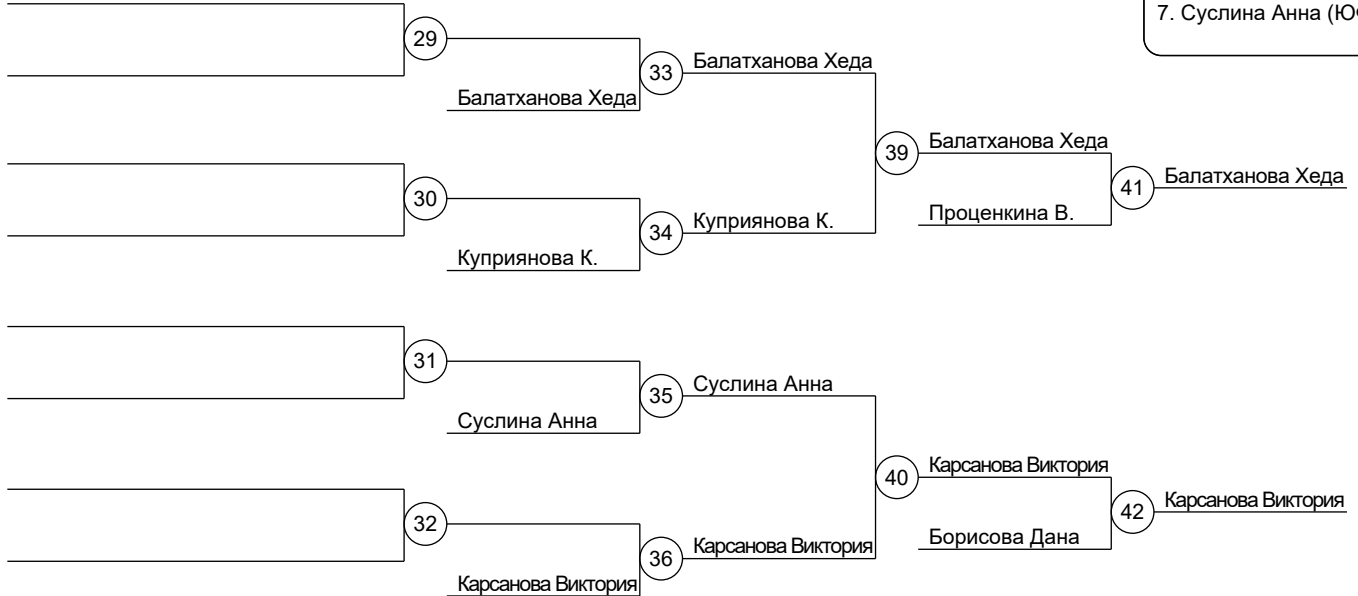 7. Суслина Анна (Ю
29
Балатханова Хеда
33
Балатханова Хеда
30
Куприянова К.
34
Куприянова К.
39
Балатханова Хеда
Проценкина В.
41
Балатханова Хеда
31
Суслина Анна
35
Суслина Анна
32
Карсанова Виктория
36
Карсанова Виктория
40
Карсанова Виктория
Борисова Дана
42
Карсанова Виктория